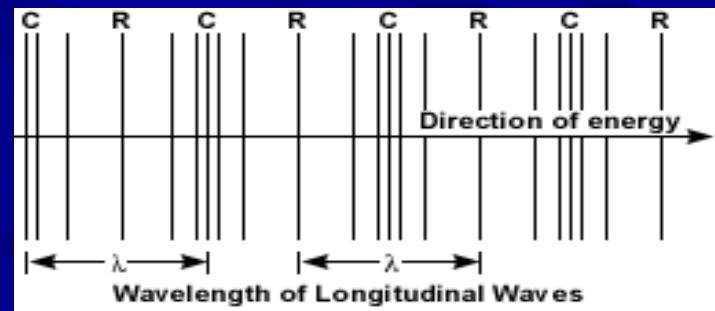 C R C R C R C R
Direction of energy
λ λ
Wavelength of Longitudinal Waves